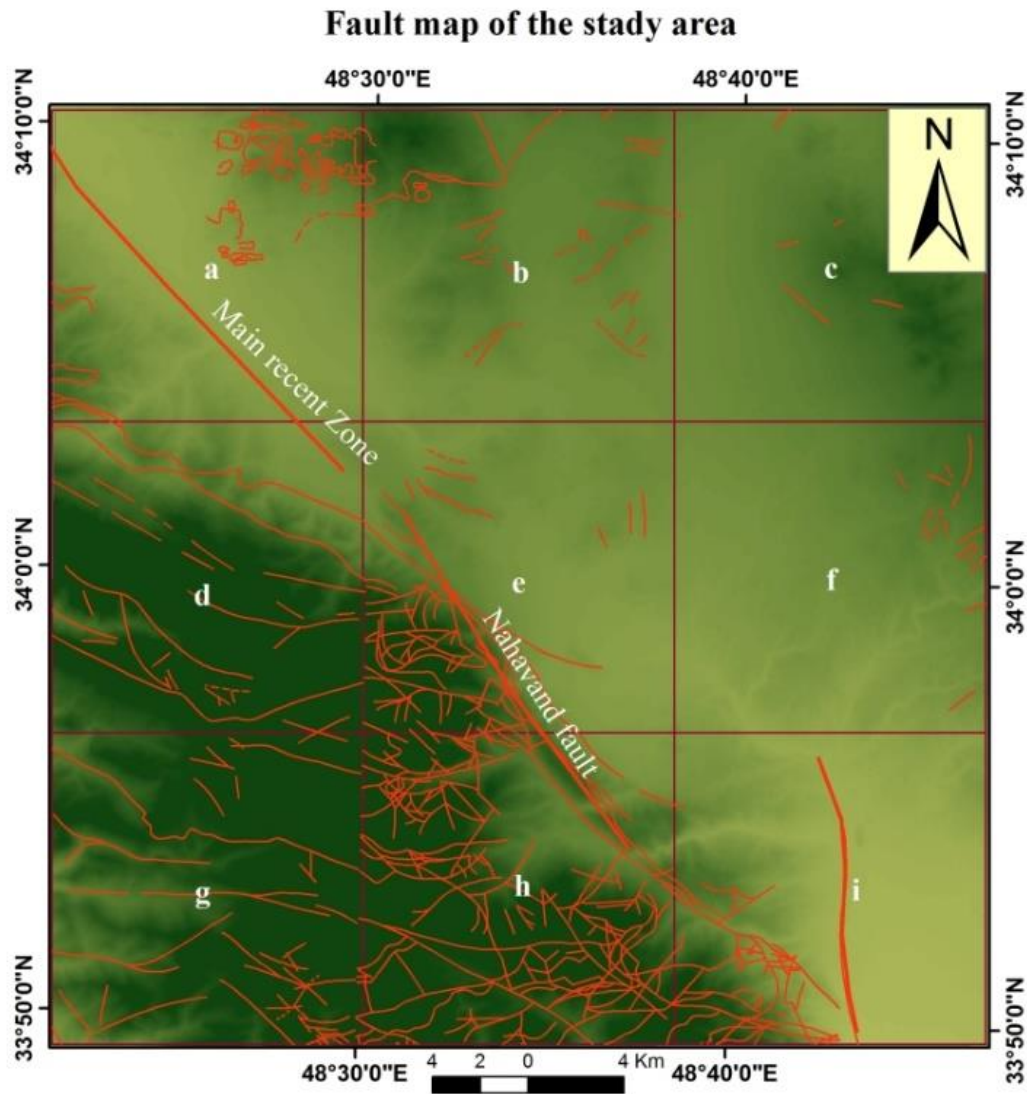 Fault map of the stady area
48°30'0"E
48°40'0"E
34°10'0"N
34°10'0"N
N
a
b
c
Main recent Zone
34°0'0"N
34°0'0"N
d
e
f
Nahavand fault
g
h
i
33°50'0"N
33°50'0"N
48°30'0"E
4 2 0 4 Km
48°40'0"E